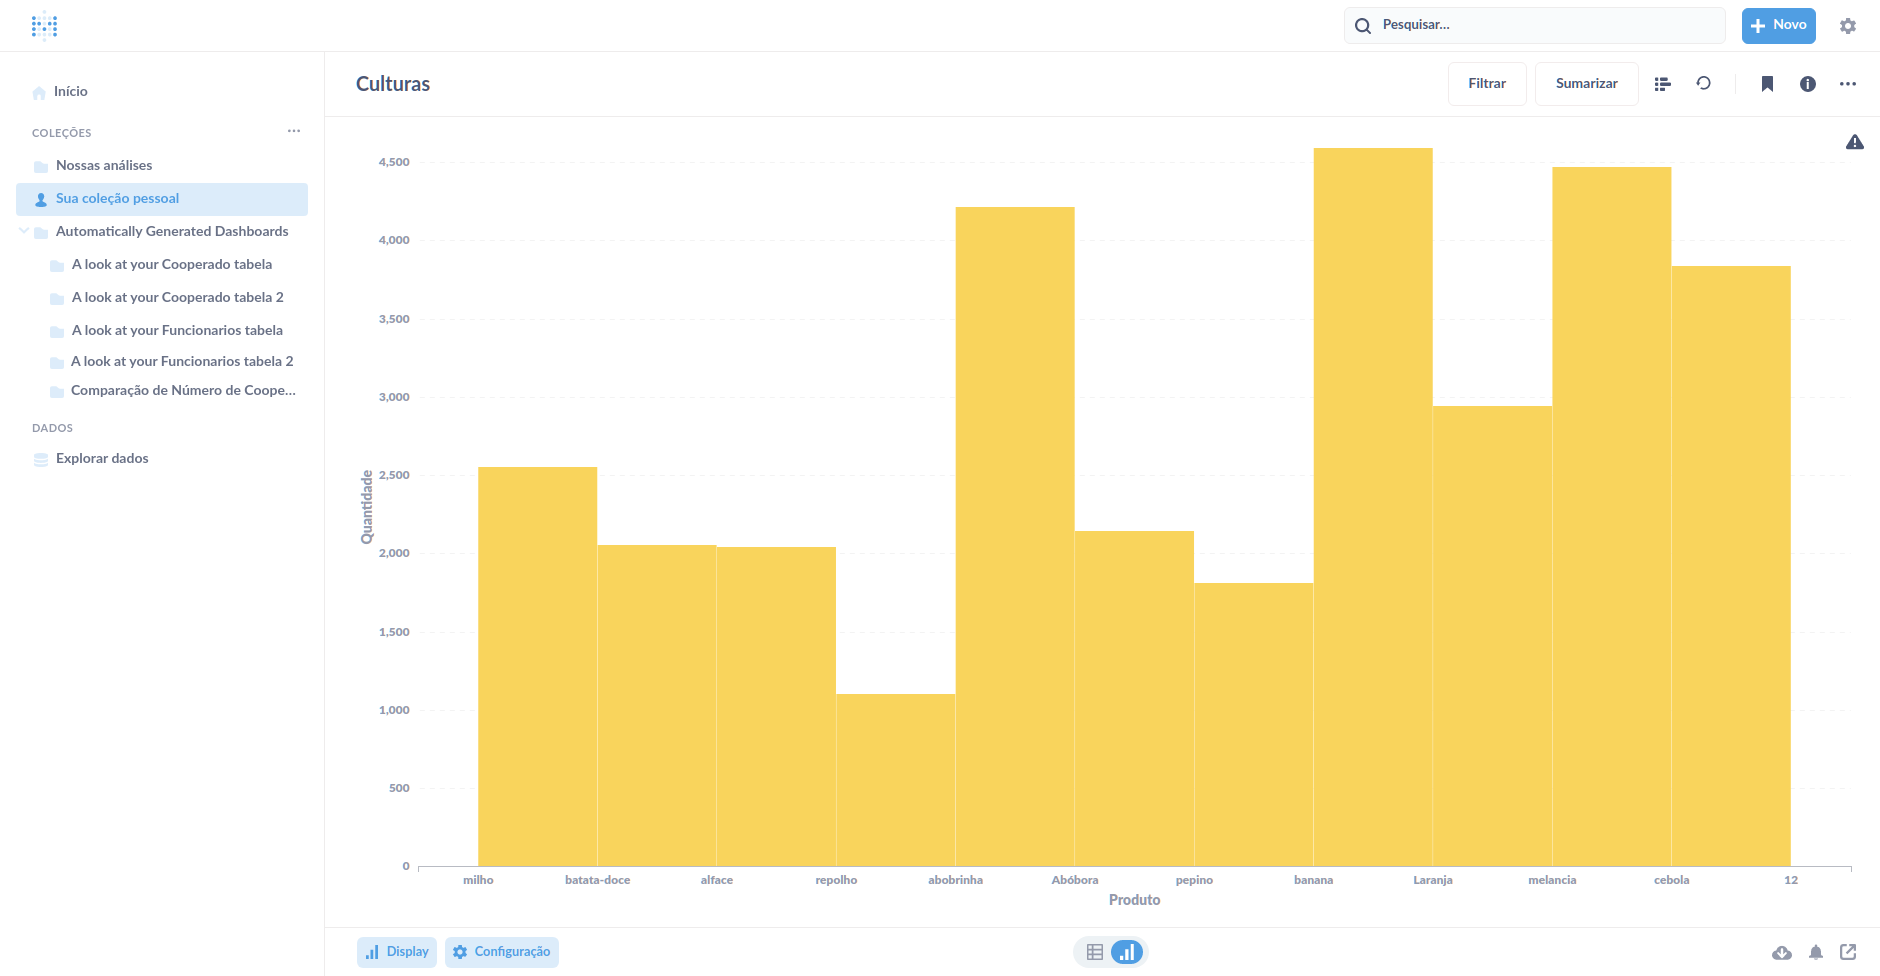 Pesquisar...
Novo
Início
COLEÇÕES
Nossas análises
Sua coleção pessoal
Automatically Generated Dashboards
A look at your Cooperado tabela
A look at your Cooperado tabela 2
A look at your Funcionarios tabela
A look at your Funcionarios tabela 2
Comparação de Número de Coope...
DADOS
Explorar dados
Culturas
Filtrar
Sumarizar
4,500
4,000
3,500
3,000
2,500
2,000
1,500
1,000
500
0
Quantidade
milho batata-doce alface repolho abobrinha Abóbora pepino banana Laranja melancia cebola 12
Produto
Display
Configuração